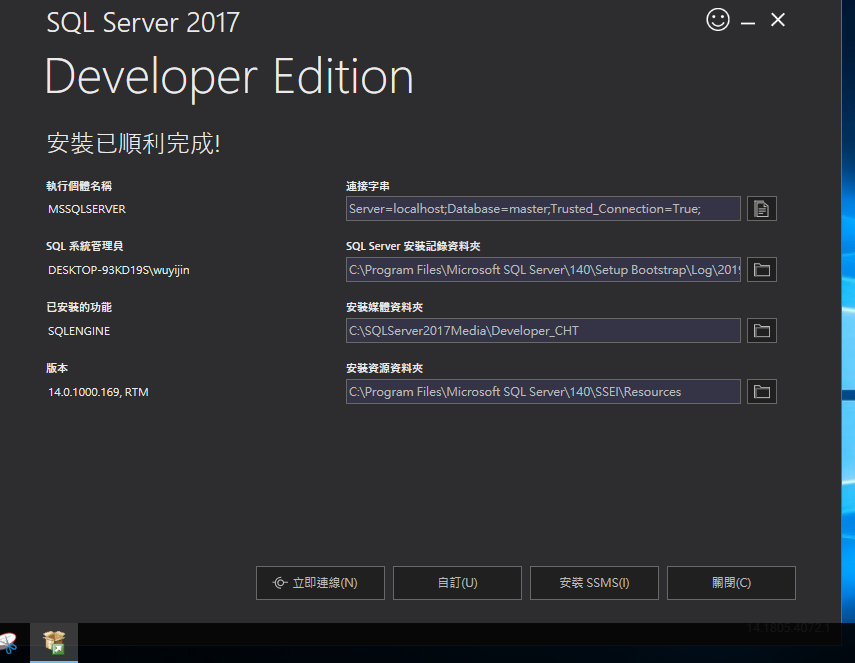 SQL Server 2017
Developer Edition
安裝已順利完成!
執行個體名稱
MSSQLSERVER
連接字串
Server=localhost;Database=master;Trusted_Connection=True;
SQL 系統管理員
DESKTOP-93KD19S\wuyijin
SQL Server 安裝記錄資料夾
C:\Program Files\Microsoft SQL Server\140\Setup Bootstrap\Log\201
已安裝的功能
SQLENGINE
安裝媒體資料夾
C:\SQLServer2017Media\Developer_CHT
版本
14.0.1000.169, RTM
安裝資源資料夾
C:\Program Files\Microsoft SQL Server\140\SSEI\Resources
立即連線(N)
自訂(U)
安裝 SSMS(I)
關閉(C)
14.1805.4072.1